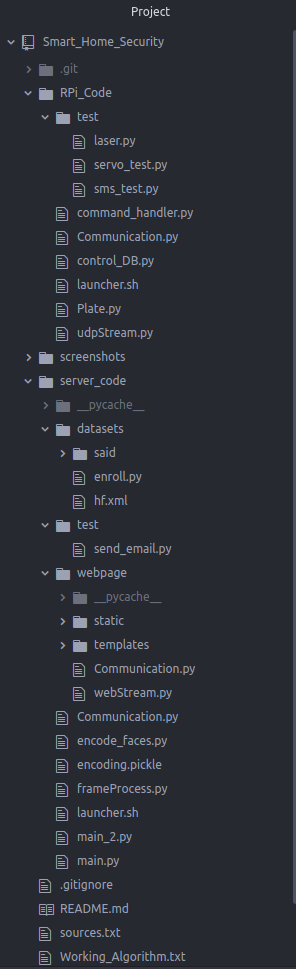 Project
Smart_Home_Security
.git
RPi_Code
test
laser.py
servo_test.py
sms_test.py
command_handler.py
Communication.py
control_DB.py
launcher.sh
Plate.py
udpStream.py
screenshots
server_code
__pycache__
datasets
said
enroll.py
hf.xml
test
send_email.py
webpage
__pycache__
static
templates
Communication.py
webStream.py
Communication.py
encode_faces.py
encoding.pickle
frameProcess.py
launcher.sh
main_2.py
main.py
.gitignore
README.md
sources.txt
Working_Algorithm.txt